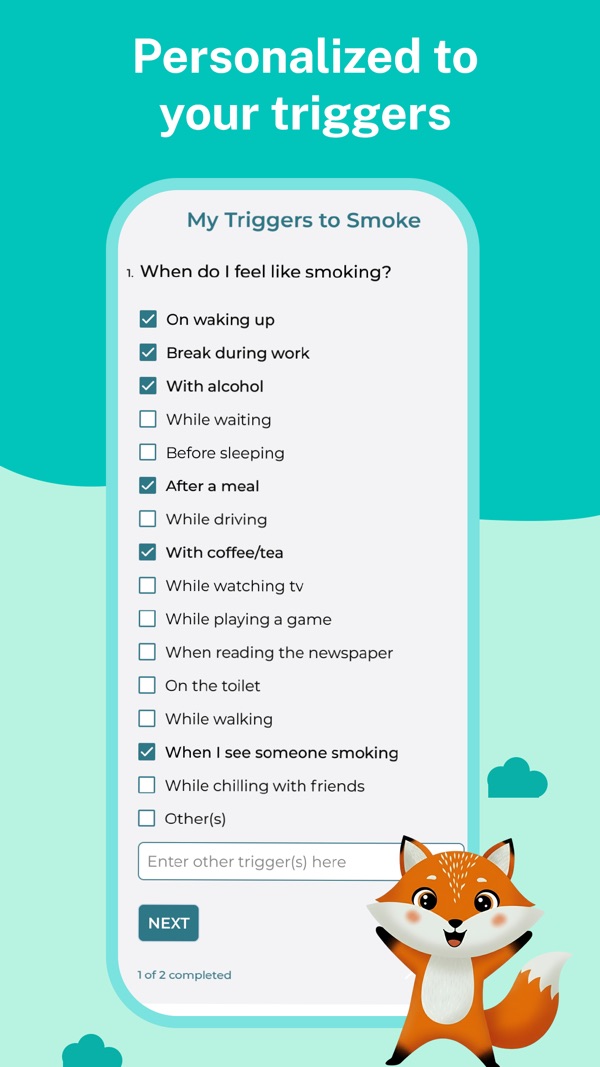 Personalized to
your triggers
My Triggers to Smoke
1. When do I feel like smoking?
On waking up
Break during work
With alcohol
While waiting
Before sleeping
After a meal
While driving
With coffee/tea
While watching tv
While playing a game
When reading the newspaper
On the toilet
While walking
When I see someone smoking
While chilling with friends
Other(s)
Enter other trigger(s) here
NEXT
1 of 2 completed